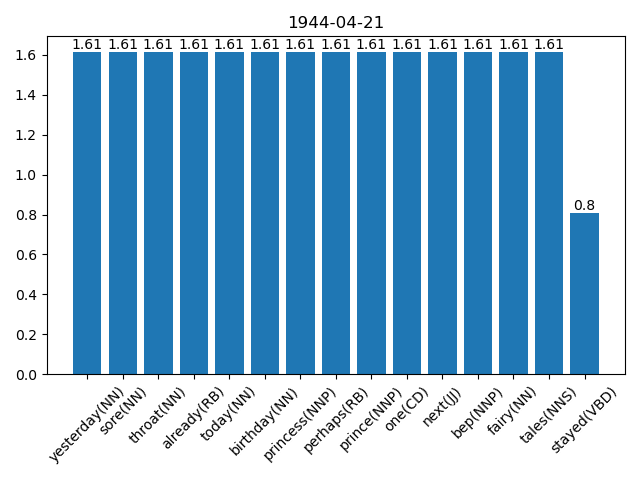 1944-04-21
1.61 1.61 1.61 1.61 1.61 1.61 1.61 1.61 1.61 1.61 1.61 1.61 1.61 1.61
1.6
1.4
1.2
1.0
0.8
0.8
0.6
0.4
0.2
0.0
yesterday(NN)
sore(NN)
throat(NN)
already(RB)
today(NN)
birthday(NN)
princess(NNP)
perhaps(RB)
prince(NNP)
one(CD)
next(JJ)
bep(NNP)
fairy(NN)
tales(NNS)
stayed(VBD)